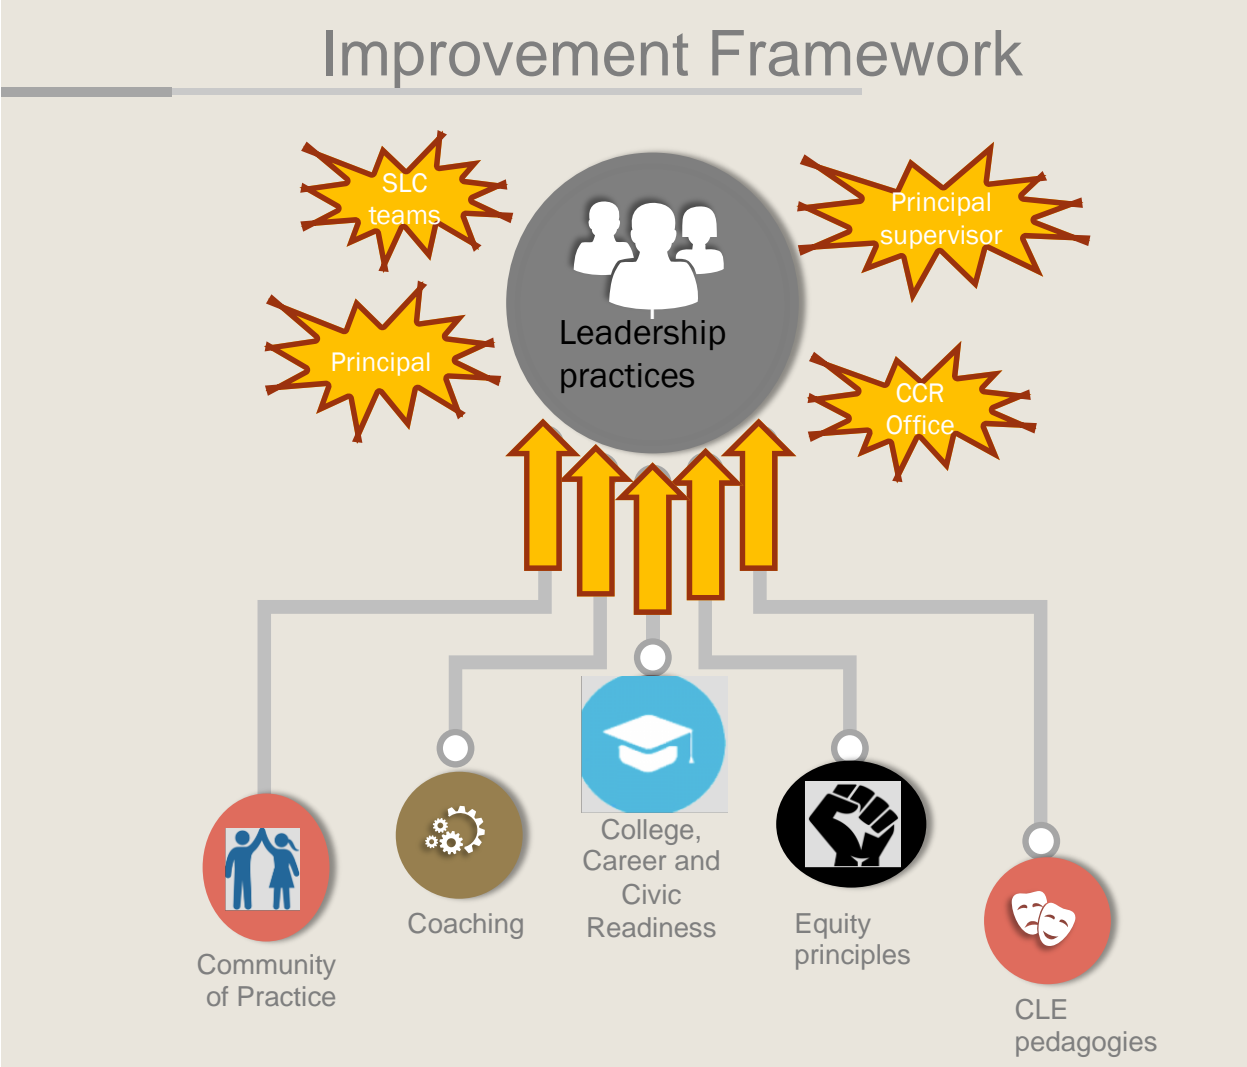 Improvement Framework
SLC
teams
Principal
supervisor
Leadership
practices
Principal
CCR
Office
College,
Career and
Civic
Readiness
Coaching
Equity
principles
Community
of Practice
CLE
pedagogies